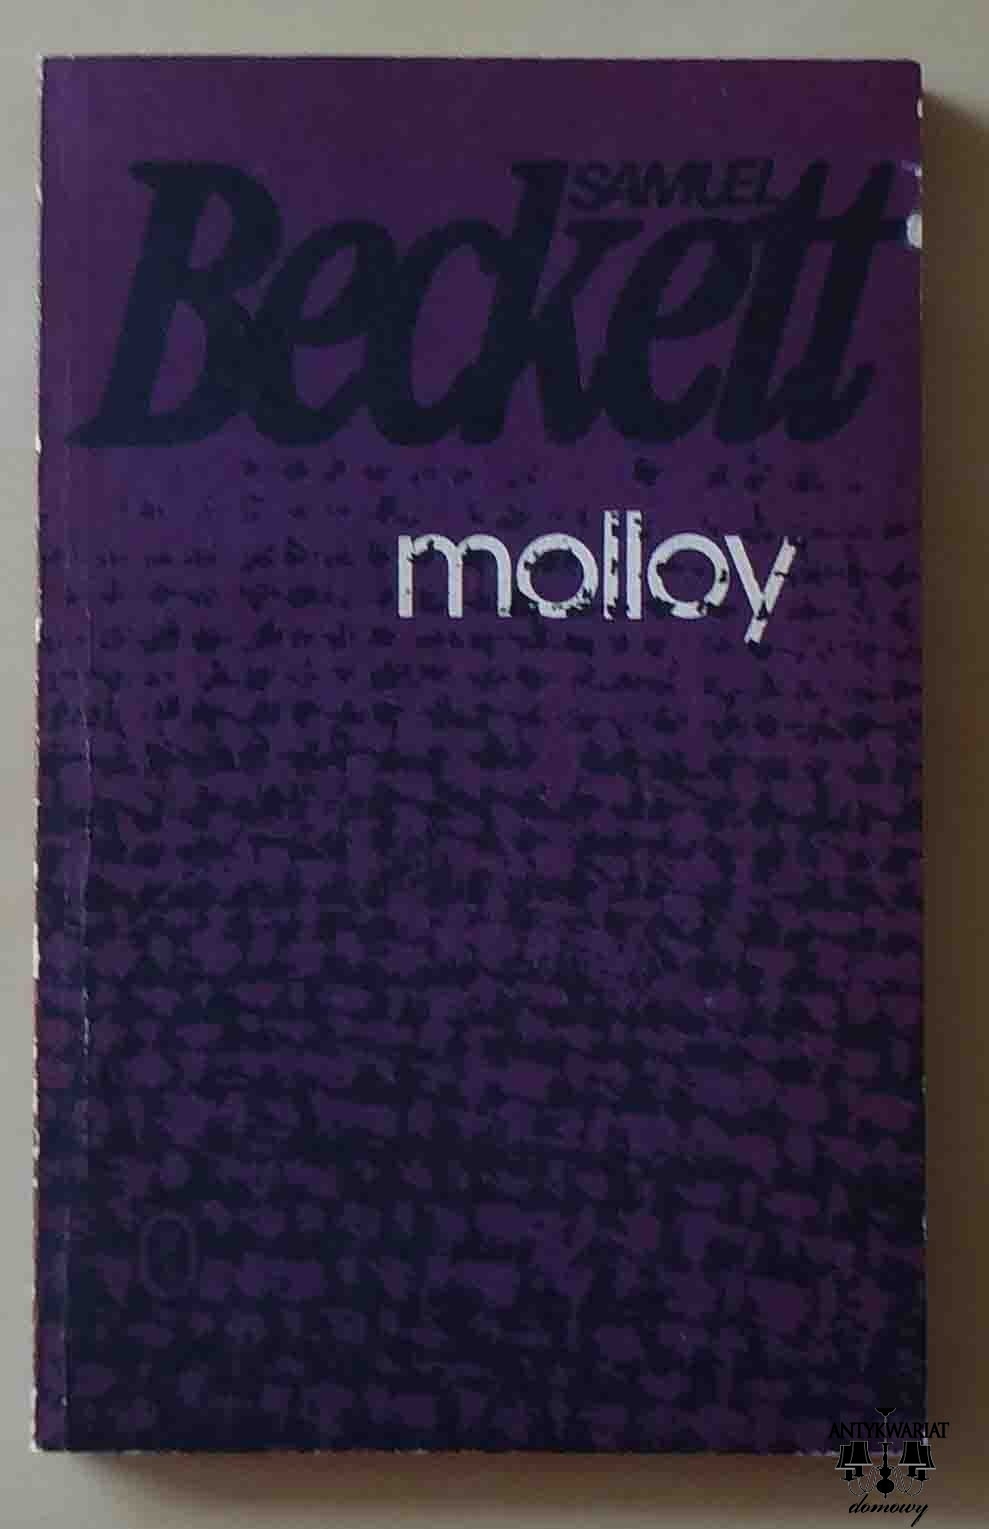 SAMUEL
Beckett
molloy
ANTYKWARIAT
domowy